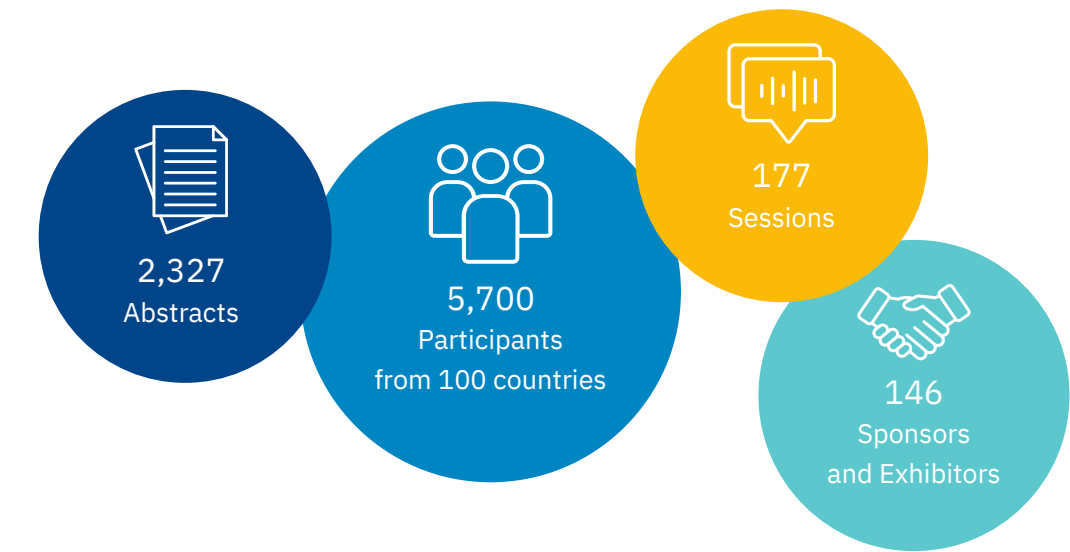 2,327
Abstracts
5,700
Participants
from 100 countries
177
Sessions
146
Sponsors
and Exhibitors